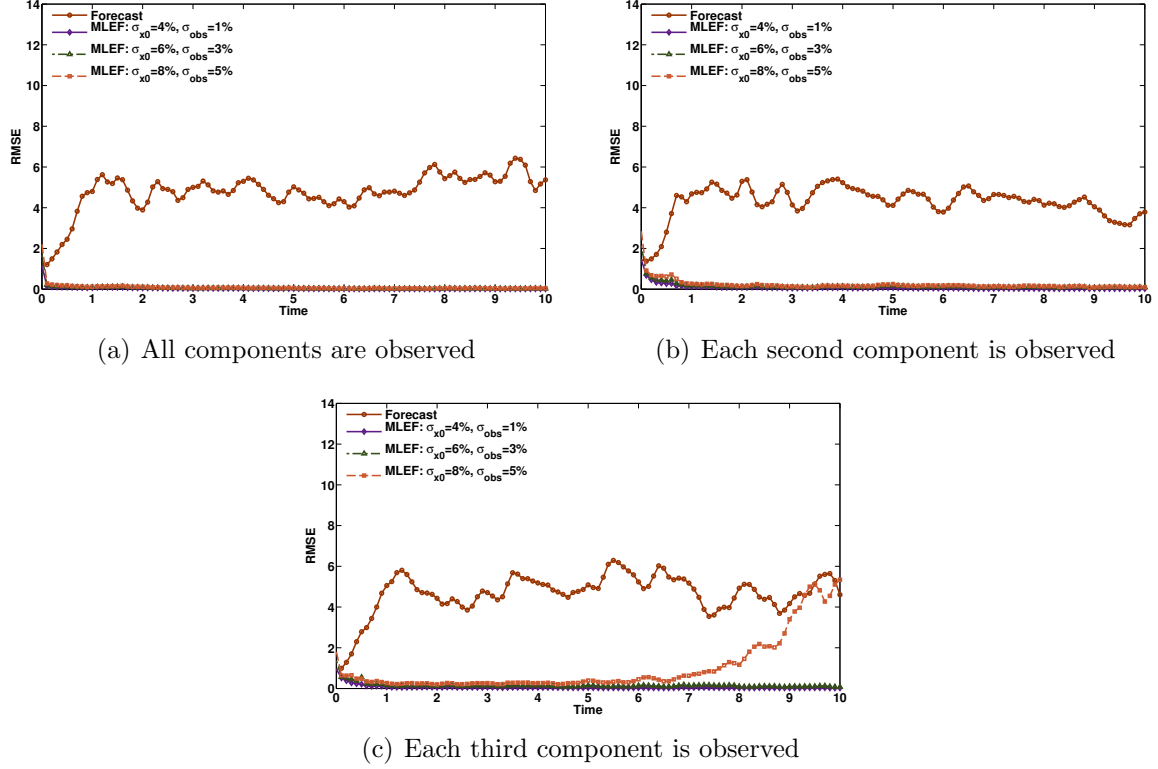 14
12
10
8
6
4
2
0
RMSE
Forecast
MLEF: σx0=4%, σobs=1%
MLEF: σx0=6%, σobs=3%
MLEF: σx0=8%, σobs=5%
0 1 2 3 4 5 6 7 8 9 10
Time
(a) All components are observed
14
12
10
8
6
4
2
0
RMSE
Forecast
MLEF: σx0=4%, σobs=1%
MLEF: σx0=6%, σobs=3%
MLEF: σx0=8%, σobs=5%
0 1 2 3 4 5 6 7 8 9 10
Time
(b) Each second component is observed
14
12
10
8
6
4
2
0
RMSE
Forecast
MLEF: σx0=4%, σobs=1%
MLEF: σx0=6%, σobs=3%
MLEF: σx0=8%, σobs=5%
0 1 2 3 4 5 6 7 8 9 10
Time
(c) Each third component is observed